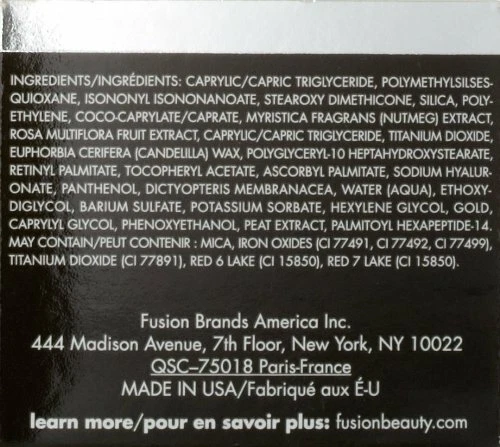 INGREDIENTS/INGRÉDIENTS: CAPRYLIC/CAPRIC TRIGLYCERIDE, POLYMETHYLSILSES-
QUIOXANE, ISONONYL ISONONANOATE, STEAROXY DIMETHICONE, SILICA, POLY-
ETHYLENE, COCO-CAPRYLATE/CAPRATE, MYRISTICA FRAGRANS (NUTMEG) EXTRACT,
ROSA MULTIFLORA FRUIT EXTRACT, CAPRYLIC/CAPRIC TRIGLYCERIDE, TITANIUM DIOXIDE,
EUPHORBIA CERIFERA (CANDELILLA) WAX, POLYGLYCERYL-10 HEPTAHYDROXYSTEARATE,
RETINYL PALMITATE, TOCOPHERYL ACETATE, ASCORBYL PALMITATE, SODIUM HYALUR-
ONATE, PANTHENOL, DICTYOPTERIS MEMBRANACEA, WATER (AQUA), ETHOXY-
DIGLYCOL, BARIUM SULFATE, POTASSIUM SORBATE, HEXYLENE GLYCOL, GOLD,
CAPRYLYL GLYCOL, PHENOXYETHANOL, PEAT EXTRACT, PALMITOYL HEXAPEPTIDE-14.
MAY CONTAIN/PEUT CONTENIR : MICA, IRON OXIDES (CI 77491, CI 77492, CI 77499),
TITANIUM DIOXIDE (CI 77891), RED 6 LAKE (CI 15850), RED 7 LAKE (CI 15850).
Fusion Brands America Inc.
444 Madison Avenue, 7th Floor, New York, NY 10022
QSC–75018 Paris-France
MADE IN USA/Fabriqué aux É-U
learn more/pour en savoir plus: fusionbeauty.com